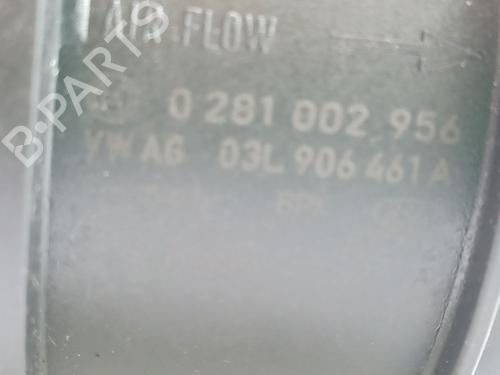 AIR-FLOW
0 281 002 956
VW AG 03L 906 461 A
B-PARTS